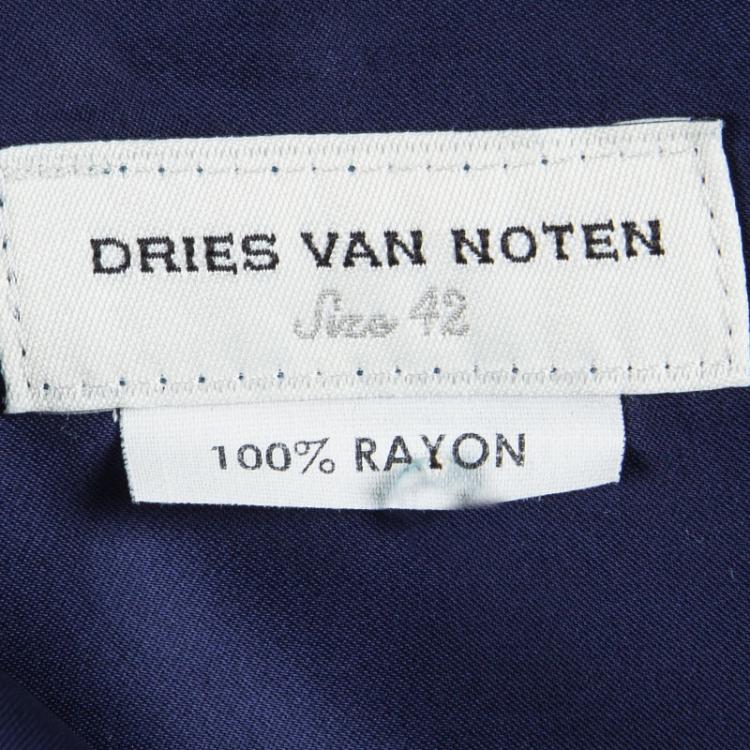 DRIES VAN NOTEN
Size 42
100% RAYON